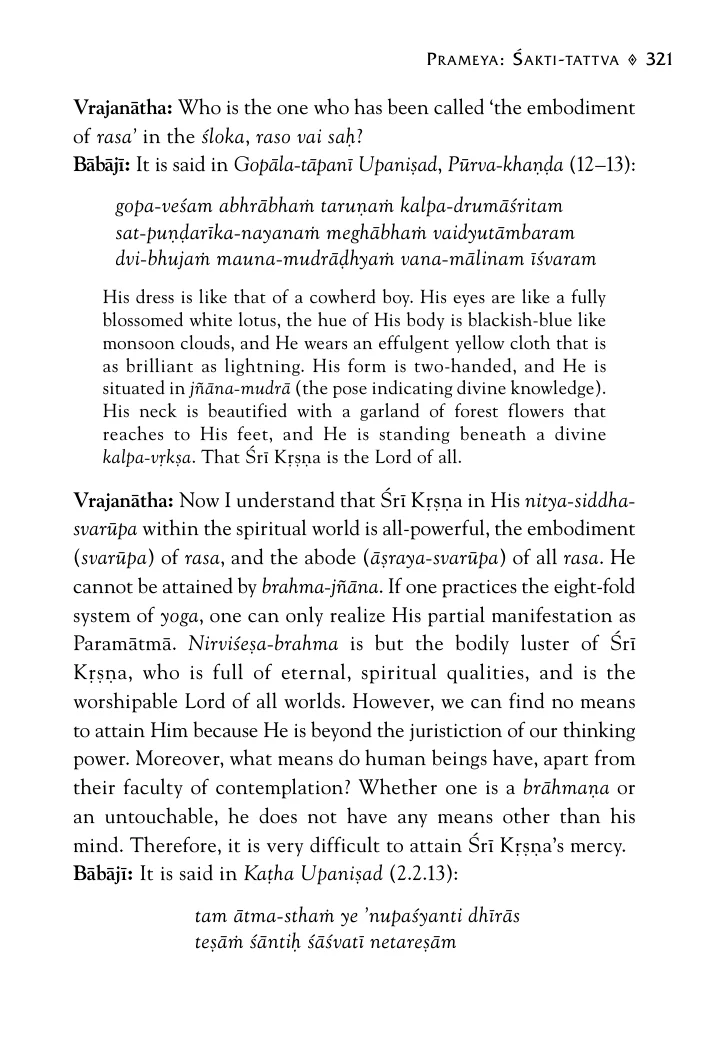 Prameya: Śakti-tattva ◊ 321
Vrajanātha: Who is the one who has been called ‘the embodiment
of rasa’ in the śloka, raso vai saḥ?
Bābājī: It is said in Gopāla-tāpanī Upaniṣad, Pūrva-khaṇḍa (12–13):
gopa-veśam abhrābhaṁ taruṇaṁ kalpa-drumāśritam
sat-puṇḍarīka-nayanaṁ meghābhaṁ vaidyutāmbaram
dvi-bhujaṁ mauna-mudrāḍhyaṁ vana-mālinam īśvaram
His dress is like that of a cowherd boy. His eyes are like a fully
blossomed white lotus, the hue of His body is blackish-blue like
monsoon clouds, and He wears an effulgent yellow cloth that is
as brilliant as lightning. His form is two-handed, and He is
situated in jñāna-mudrā (the pose indicating divine knowledge).
His neck is beautified with a garland of forest flowers that
reaches to His feet, and He is standing beneath a divine
kalpa-vṛkṣa. That Śrī Kṛṣṇa is the Lord of all.
Vrajanātha: Now I understand that Śrī Kṛṣṇa in His nitya-siddha-
svarūpa within the spiritual world is all-powerful, the embodiment
(svarūpa) of rasa, and the abode (āṣraya-svarūpa) of all rasa. He
cannot be attained by brahma-jñāna. If one practices the eight-fold
system of yoga, one can only realize His partial manifestation as
Paramātmā. Nirviśeṣa-brahma is but the bodily luster of Śrī
Kṛṣṇa, who is full of eternal, spiritual qualities, and is the
worshipable Lord of all worlds. However, we can find no means
to attain Him because He is beyond the juristiction of our thinking
power. Moreover, what means do human beings have, apart from
their faculty of contemplation? Whether one is a brāhmaṇa or
an untouchable, he does not have any means other than his
mind. Therefore, it is very difficult to attain Śrī Kṛṣṇa’s mercy.
Bābājī: It is said in Kaṭha Upaniṣad (2.2.13):
tam ātma-sthaṁ ye ’nupaśyanti dhīrās
teṣāṁ śāntiḥ śāśvatī netareṣām